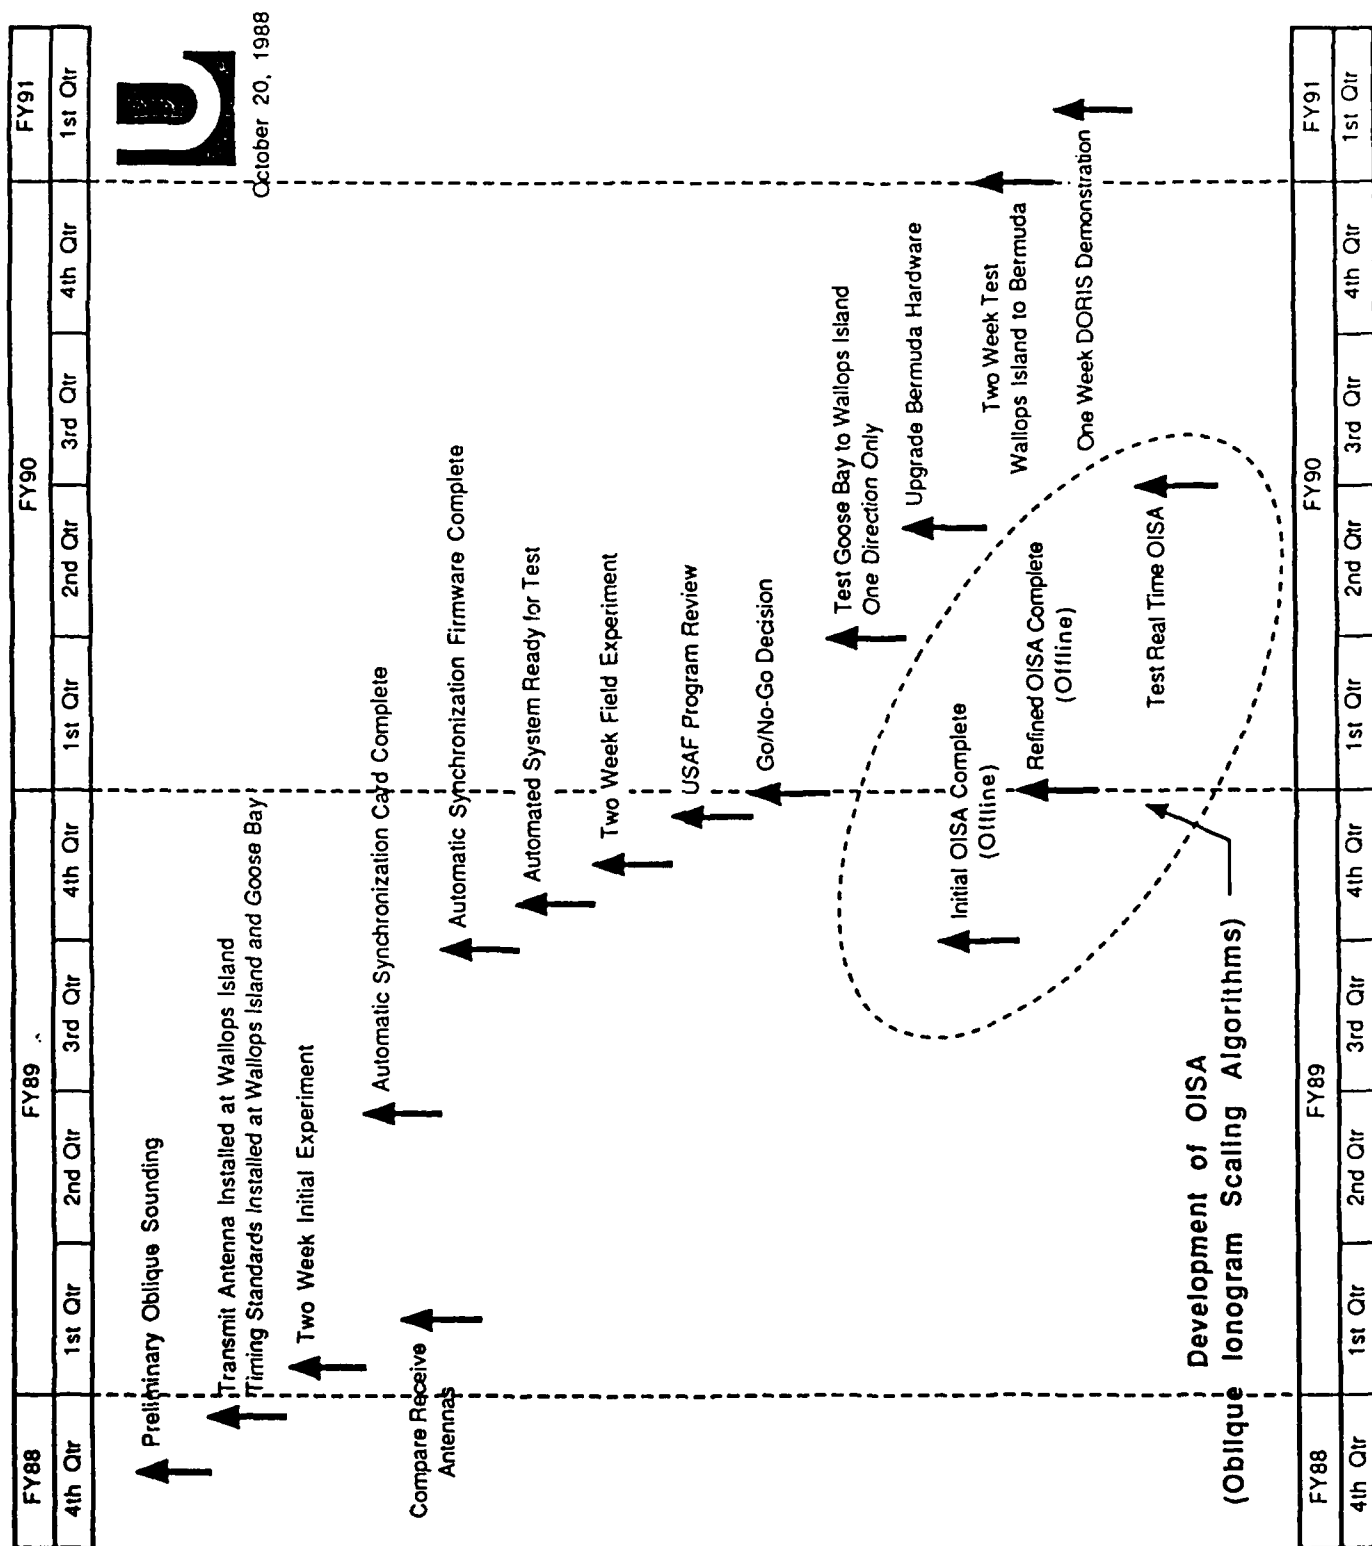 FY88 FY89 FY90 FY91
4th Qtr 1st Qtr 2nd Qtr 3rd Qtr 4th Qtr 1st Qtr 2nd Qtr 3rd Qtr 4th Qtr 1st Qtr
U
October 20, 1988
Preliminary Oblique Sounding
Transmit Antenna Installed at Wallops Island
Timing Standards Installed at Wallops Island and Goose Bay
Two Week Initial Experiment
Automatic Synchronization Card Complete
Compare Receive
Antennas
Automatic Synchronization Firmware Complete
Automated System Ready for Test
Two Week Field Experiment
USAF Program Review
Go/No-Go Decision
Test Goose Bay to Wallops Island
One Direction Only
Upgrade Bermuda Hardware
Two Week Test
Wallops Island to Bermuda
One Week DORIS Demonstration
Initial OISA Complete
(Offline)
Refined OISA Complete
(Offline)
Test Real Time OISA
Development of OISA
(Oblique Ionogram Scaling Algorithms)
FY88 FY89 FY90 FY91
4th Qtr 1st Qtr 2nd Qtr 3rd Qtr 4th Qtr 1st Qtr 2nd Qtr 3rd Qtr 4th Qtr 1st Qtr